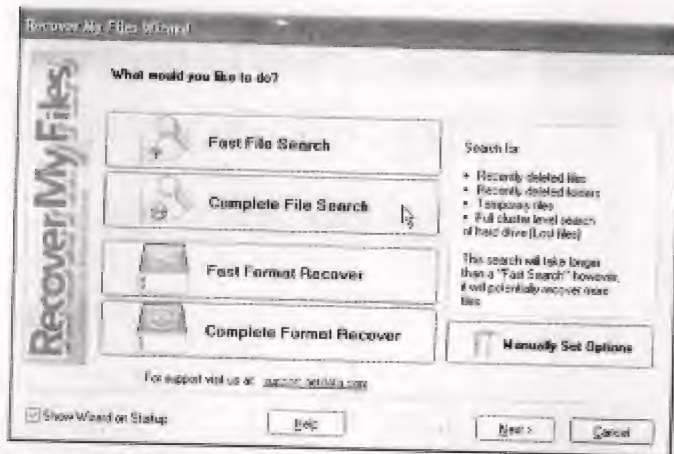 Recover My Files Wizard
Recover My Files
What would you like to do?
Fast File Search
Complete File Search
Fast Format Recover
Complete Format Recover
Search for
• Recently deleted files
• Recently deleted folders
• Temporary files
• Full cluster level search
of hard drive (Lost files)
This search will take longer
than a "Fast Search" however,
it will potentially recover more
files
Manually Set Options
For support visit us at: support.getdata.com
Show Wizard on Startup
Help
Next >
Cancel